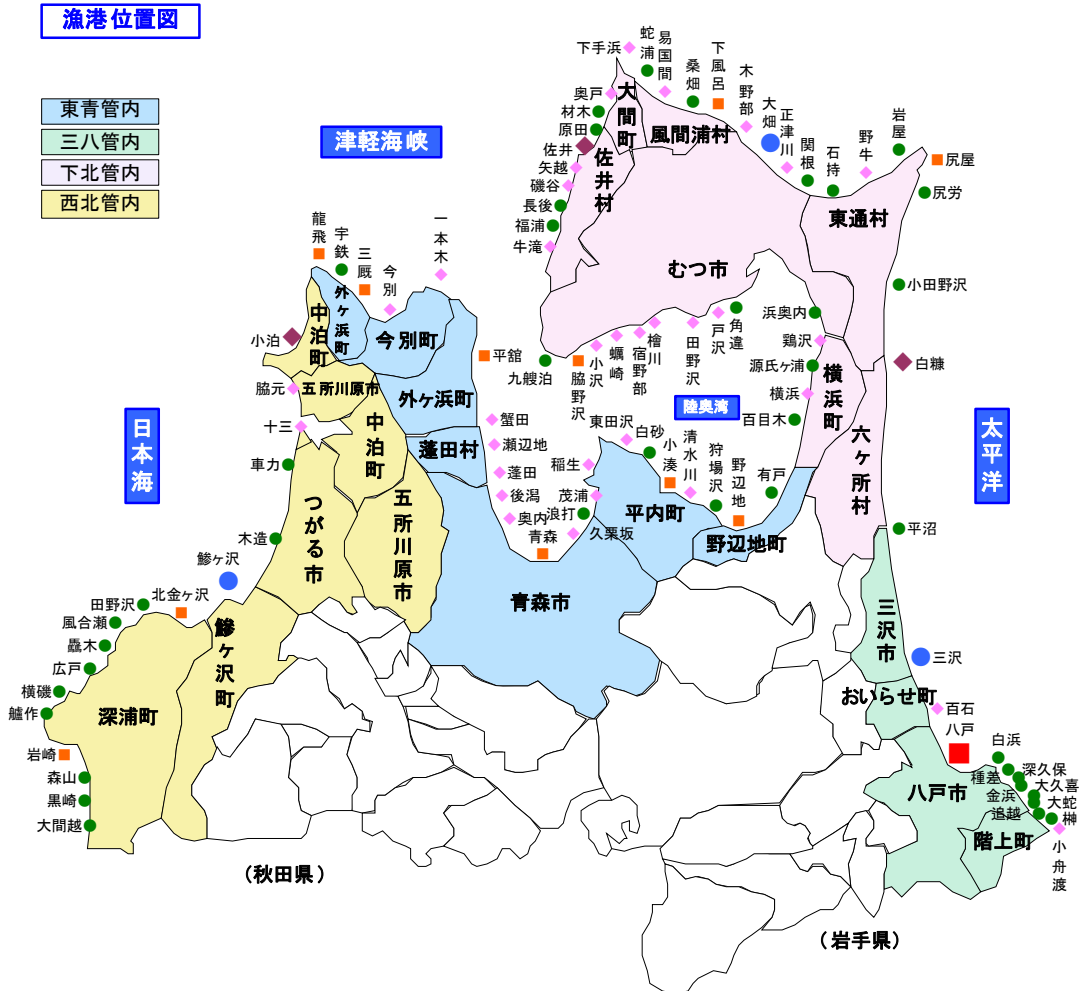 漁港位置図
東青管内
三八管内
下北管内
西北管内
津軽海峡
日本海
陸奥湾
太平洋
下手浜
蛇浦
易国間
桑畑
下風呂
木野部
大畑
正津川
関根
石持
野牛
岩屋
尻屋
尻労
小田野沢
白糠
平沼
奥戸
材木
原田
佐井
矢越
磯谷
長後
福浦
牛滝
九艘泊
脇野沢
小沢
蠣崎
宿野部
檜川
田野沢
戸沢
角違
浜奥内
鶏沢
源氏ヶ浦
横浜
百目木
有戸
野辺地
狩場沢
清水川
小湊
白砂
東田沢
稲生
茂浦
浪打
久栗坂
青森
奥内
後潟
蓬田
瀬辺地
蟹田
平舘
一本木
今別
三厩
宇鉄
龍飛
小泊
脇元
十三
車力
木造
鰺ヶ沢
北金ヶ沢
田野沢
風合瀬
驫木
広戸
横磯
艫作
岩崎
森山
黒崎
大間越
三沢
百石
八戸
白浜
深久保
種差
大久喜
金浜
大蛇
追越
榊
小舟渡
大間町
風間浦村
佐井村
むつ市
東通村
横浜町
六ヶ所村
野辺地町
平内町
青森市
蓬田村
外ヶ浜町
今別町
外ヶ浜町
中泊町
五所川原市
中泊町
五所川原市
つがる市
鰺ヶ沢町
深浦町
三沢市
おいらせ町
八戸市
階上町
(秋田県)
(岩手県)